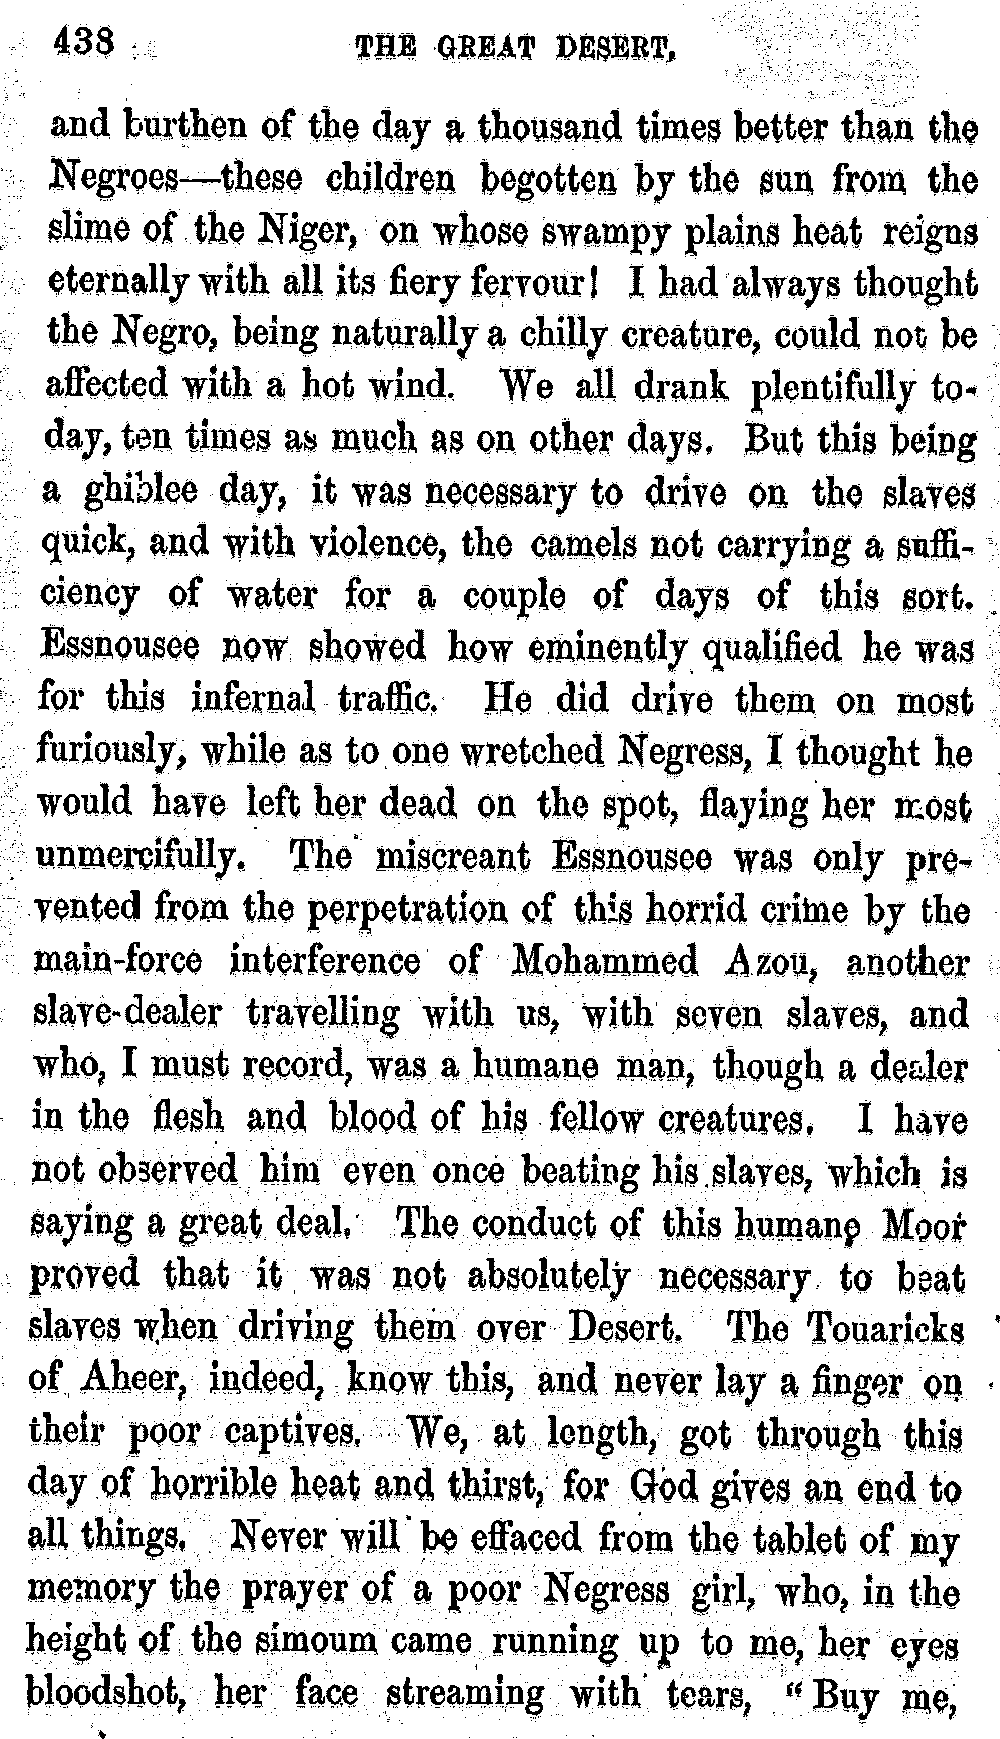 438 THE GREAT DESERT.
and burthen of the day a thousand times better than the
Negroes—these children begotten by the sun from the
slime of the Niger, on whose swampy plains heat reigns
eternally with all its fiery fervour! I had always thought
the Negro, being naturally a chilly creature, could not be
affected with a hot wind. We all drank plentifully to-
day, ten times as much as on other days. But this being
a ghiblee day, it was necessary to drive on the slaves
quick, and with violence, the camels not carrying a suffi-
ciency of water for a couple of days of this sort.
Essnousee now showed how eminently qualified he was
for this infernal traffic. He did drive them on most
furiously, while as to one wretched Negress, I thought he
would have left her dead on the spot, flaying her most
unmercifully. The miscreant Essnousee was only pre-
vented from the perpetration of this horrid crime by the
main-force interference of Mohammed Azou, another
slave-dealer travelling with us, with seven slaves, and
who, I must record, was a humane man, though a dealer
in the flesh and blood of his fellow creatures. I have
not observed him even once beating his slaves, which is
saying a great deal. The conduct of this humane Moor
proved that it was not absolutely necessary to beat
slaves when driving them over Desert. The Touaricks
of Aheer, indeed, know this, and never lay a finger on
their poor captives. We, at length, got through this
day of horrible heat and thirst, for God gives an end to
all things. Never will be effaced from the tablet of my
memory the prayer of a poor Negress girl, who, in the
height of the simoum came running up to me, her eyes
bloodshot, her face streaming with tears, "Buy me,